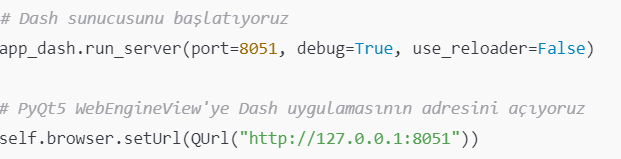 # Dash sunucusunu başlatıyoruz
app_dash.run_server(port=8051, debug=True, use_reloader=False)
# PyQt5 WebEngineView'ye Dash uygulamasının adresini açıyoruz
self.browser.setUrl(QUrl("http://127.0.0.1:8051"))